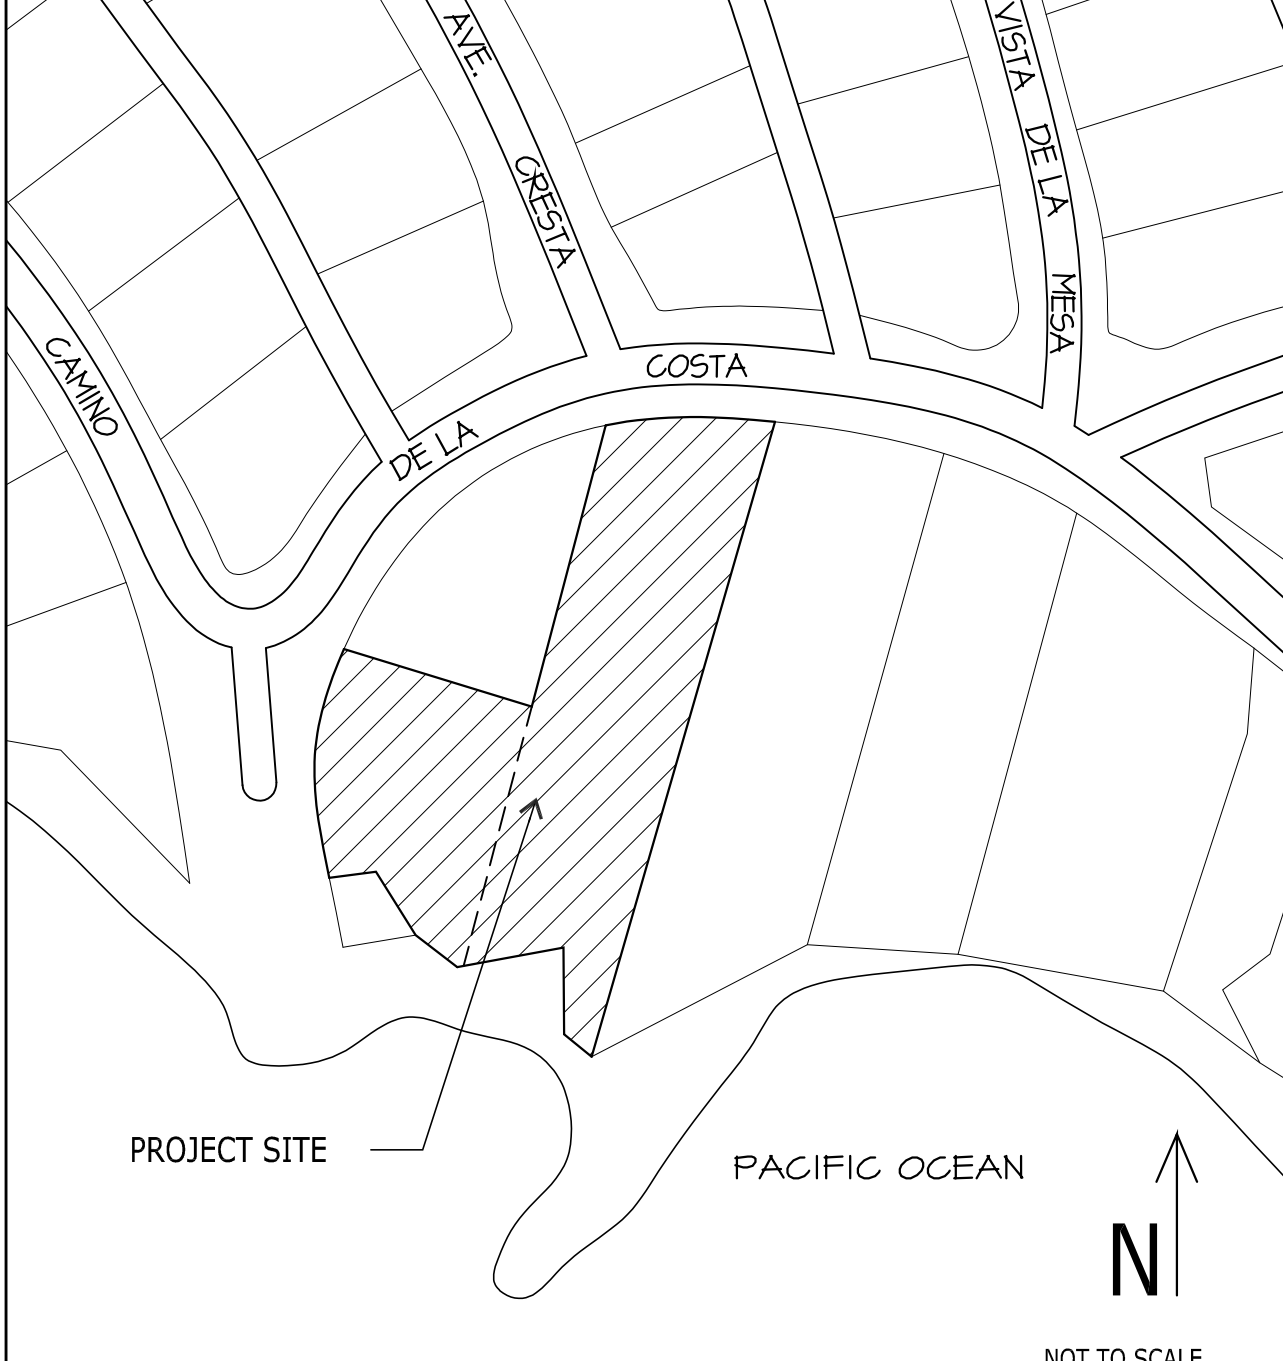 AVE. CRESTA
VISTA DE LA MESA
CAMINO DE LA COSTA
PROJECT SITE
PACIFIC OCEAN
N
NOT TO SCALE